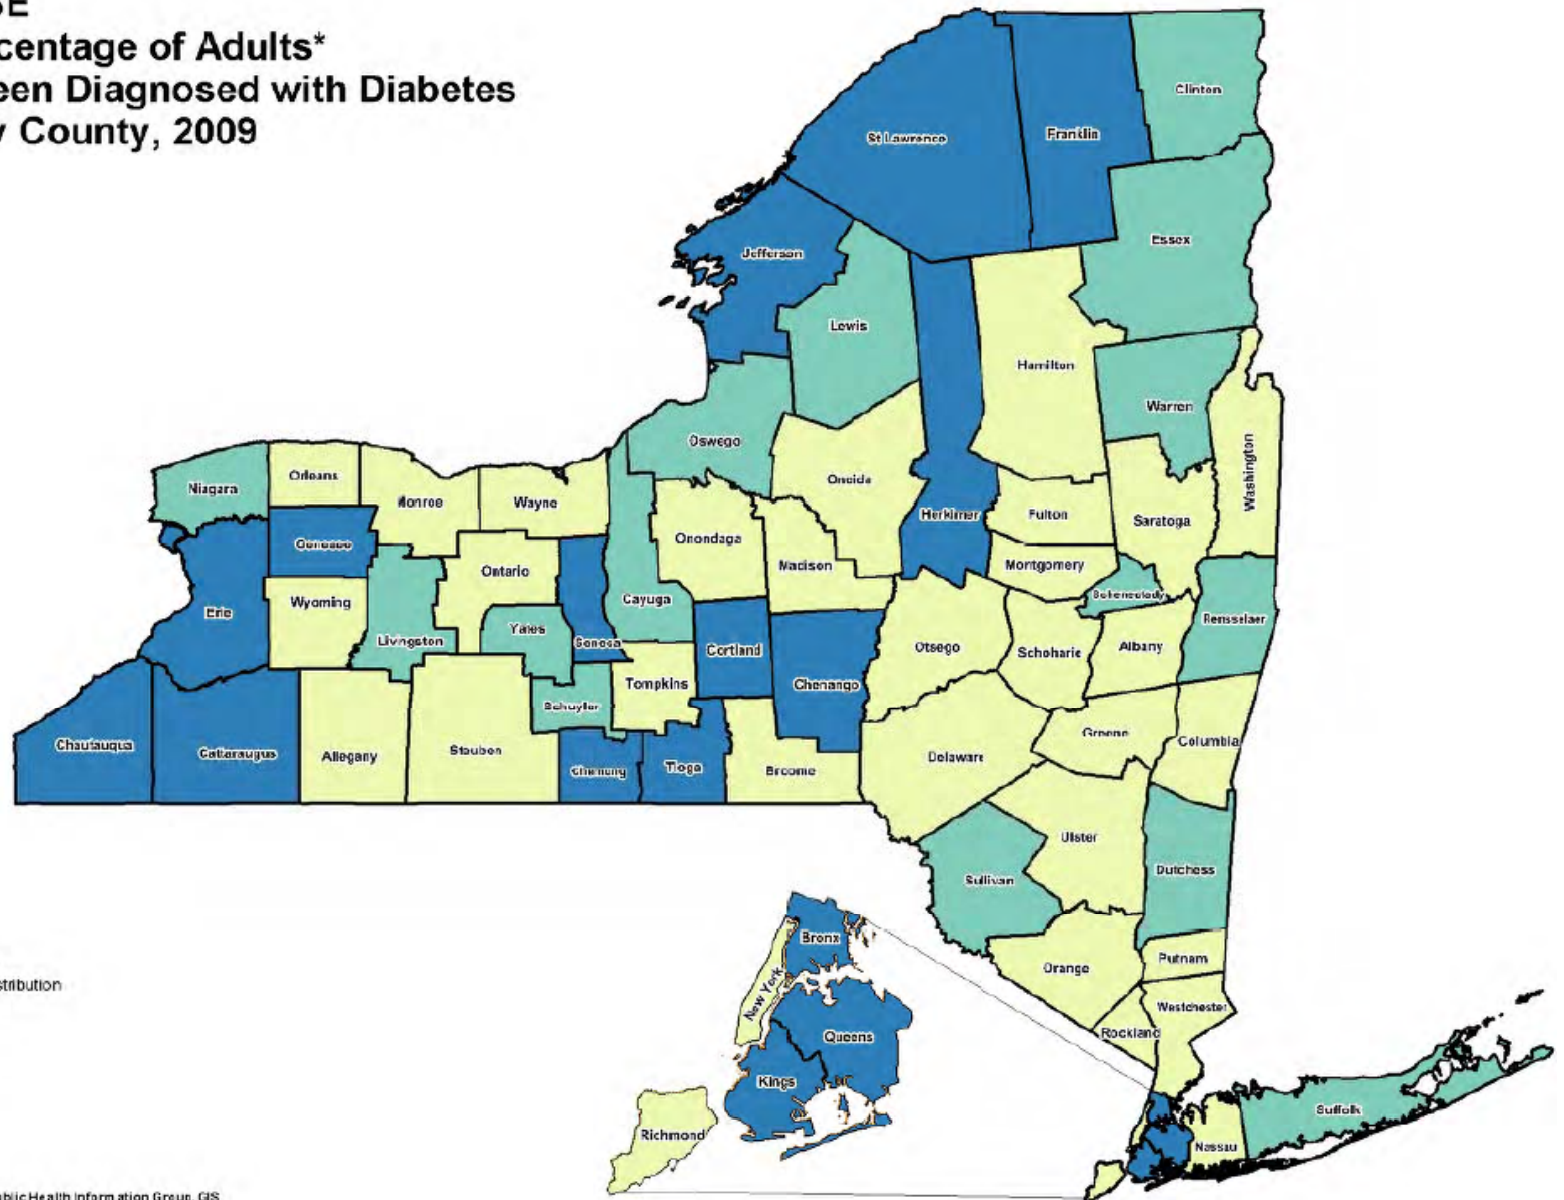 centage of Adults*
een Diagnosed with Diabetes
y County, 2009
Clinton
St Lawrence
Franklin
Essex
Jefferson
Lewis
Hamilton
Warren
Oswego
Washington
Orleans
Niagara
Monroe
Wayne
Oneida
Herkimer
Fulton
Saratoga
Genesee
Onondaga
Ontario
Madison
Montgomery
Schenectady
Wyoming
Cayuga
Erie
Rensselaer
Yates
Livingston
Seneca
Cortland
Otsego
Schoharie
Albany
Tompkins
Chenango
Schuyler
Chautauqua
Cattaraugus
Allegany
Steuben
Chemung
Tioga
Broome
Delaware
Greene
Columbia
Ulster
Sullivan
Dutchess
Bronx
Orange
Putnam
stribution
New York
Westchester
Queens
Rockland
Kings
Suffolk
Richmond
Nassau
ublic Health Information Group, GIS